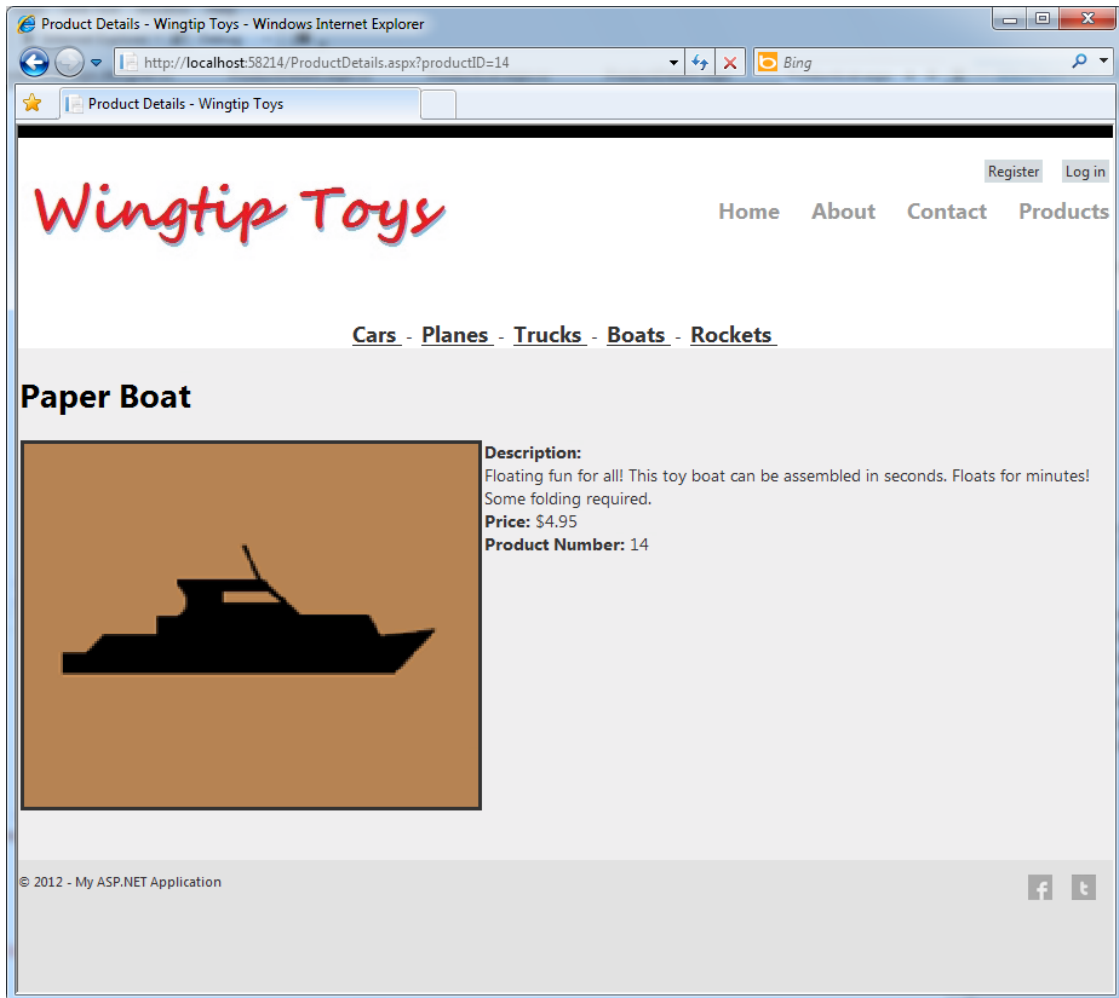 Product Details - Wingtip Toys - Windows Internet Explorer
http://localhost:58214/ProductDetails.aspx?productID=14
Bing
Product Details - Wingtip Toys
Register
Log in
Wingtip Toys
Home
About
Contact
Products
Cars - Planes - Trucks - Boats - Rockets
Paper Boat
Description:
Floating fun for all! This toy boat can be assembled in seconds. Floats for minutes!
Some folding required.
Price: $4.95
Product Number: 14
© 2012 - My ASP.NET Application